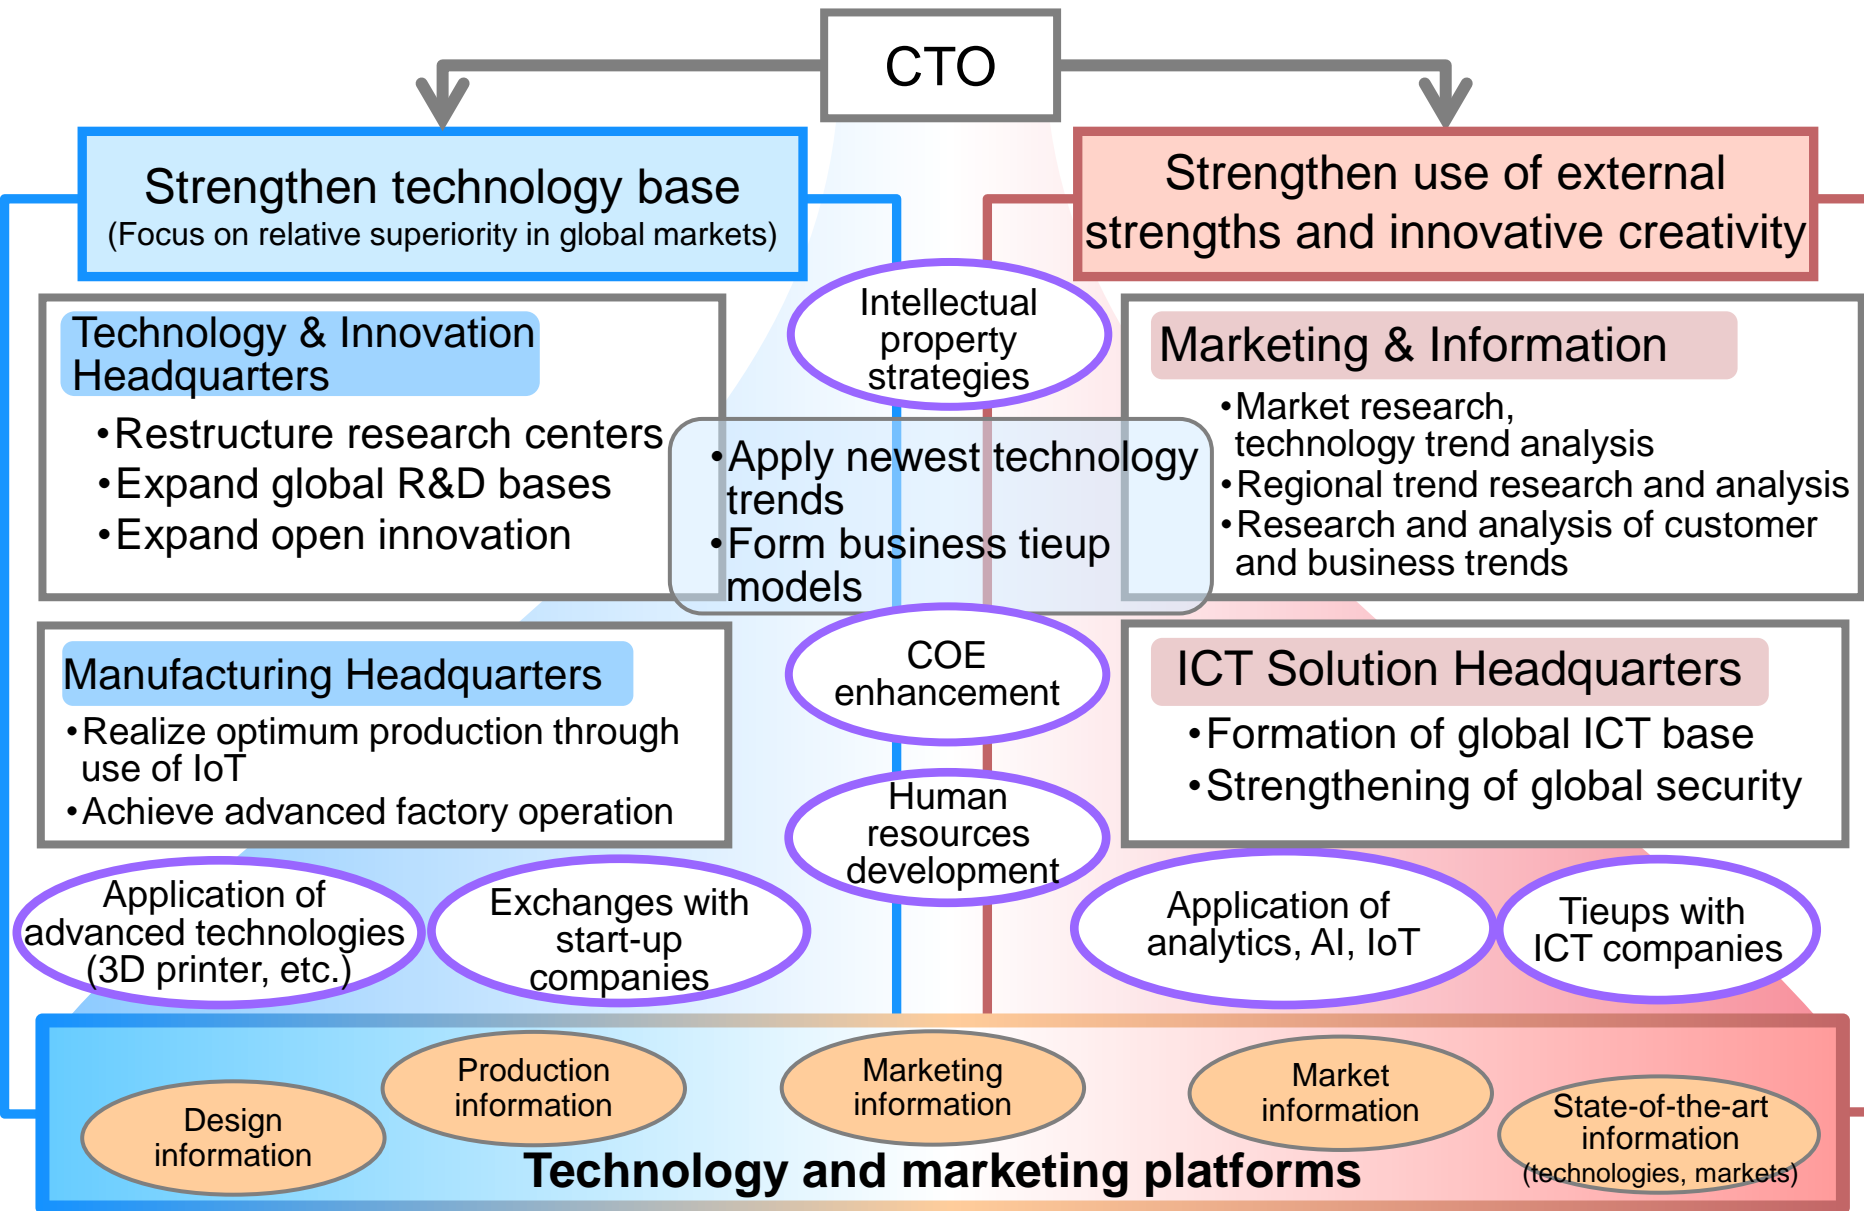 CTO
Strengthen technology base
(Focus on relative superiority in global markets)
Strengthen use of external
strengths and innovative creativity
Intellectual
property
strategies
Technology & Innovation
Headquarters
•Restructure research centers
•Expand global R&D bases
•Expand open innovation
•Apply newest technology
trends
•Form business tieup
models
Marketing & Information
•Market research,
technology trend analysis
•Regional trend research and analysis
•Research and analysis of customer
and business trends
Manufacturing Headquarters
•Realize optimum production through
use of IoT
•Achieve advanced factory operation
COE
enhancement
Human
resources
development
ICT Solution Headquarters
•Formation of global ICT base
•Strengthening of global security
Application of
advanced technologies
(3D printer, etc.)
Exchanges with
start-up
companies
Application of
analytics, AI, IoT
Tieups with
ICT companies
Design
information
Production
information
Marketing
information
Market
information
State-of-the-art
information
(technologies, markets)
Technology and marketing platforms